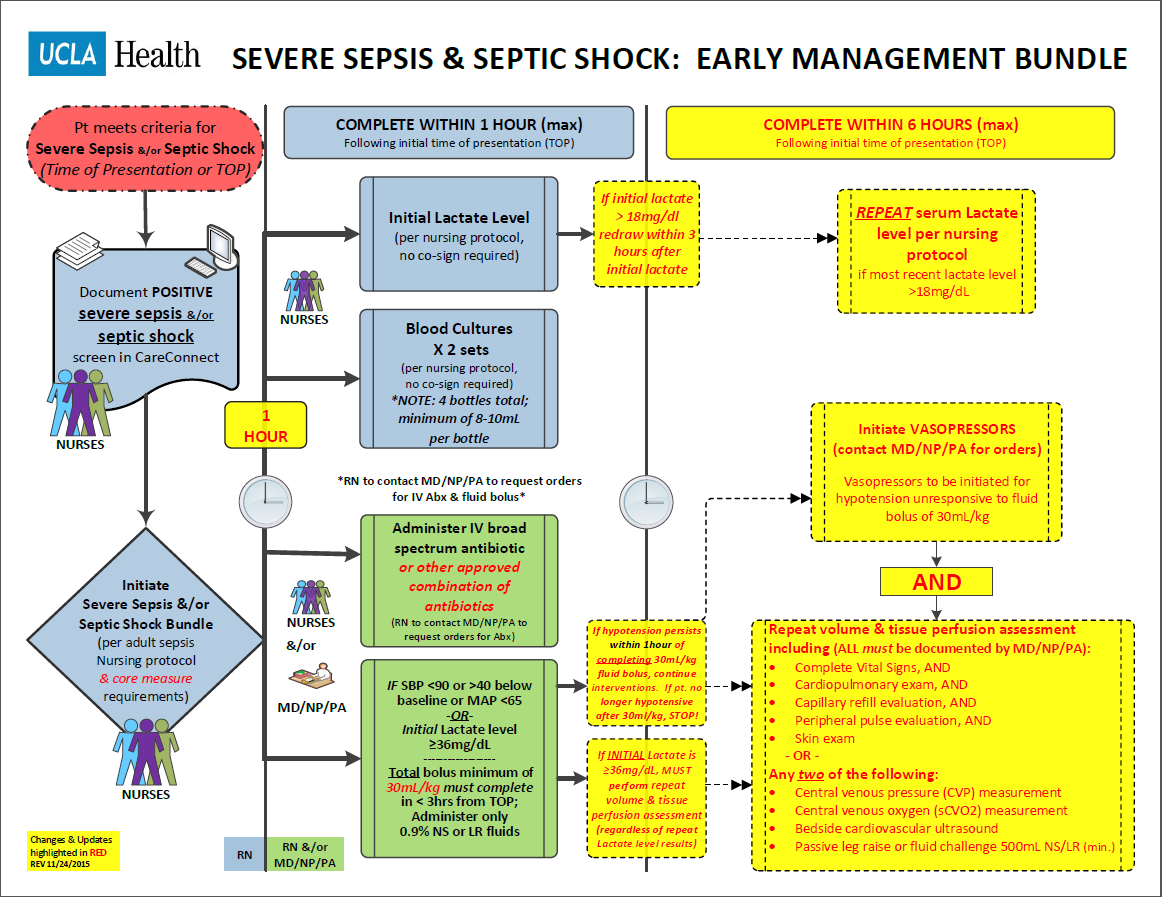 UCLA Health
SEVERE SEPSIS & SEPTIC SHOCK: EARLY MANAGEMENT BUNDLE
Pt meets criteria for
Severe Sepsis &/or Septic Shock
(Time of Presentation or TOP)
COMPLETE WITHIN 1 HOUR (max)
Following initial time of presentation (TOP)
COMPLETE WITHIN 6 HOURS (max)
Following initial time of presentation (TOP)
Document POSITIVE
severe sepsis &/or
septic shock
screen in CareConnect
NURSES
Initiate
Severe Sepsis &/or
Septic Shock Bundle
(per adult sepsis
Nursing protocol
& core measure
requirements)
NURSES
1
HOUR
Initial Lactate Level
(per nursing protocol,
no co-sign required)
NURSES
Blood Cultures
X 2 sets
(per nursing protocol,
no co-sign required)
*NOTE: 4 bottles total;
minimum of 8-10mL
per bottle
*RN to contact MD/NP/PA to request orders
for IV Abx & fluid bolus*
Administer IV broad
spectrum antibiotic
or other approved
combination of
antibiotics
(RN to contact MD/NP/PA to
request orders for Abx)
NURSES
&/or
MD/NP/PA
IF SBP <90 or >40 below
baseline or MAP <65
-OR-
Initial Lactate level
≥36mg/dL
------------------
Total bolus minimum of
30mL/kg must complete
in < 3hrs from TOP;
Administer only
0.9% NS or LR fluids
If initial lactate
> 18mg/dl
redraw within 3
hours after
initial lactate
REPEAT serum Lactate
level per nursing
protocol
if most recent lactate level
>18mg/dL
Initiate VASOPRESSORS
(contact MD/NP/PA for orders)
Vasopressors to be initiated for
hypotension unresponsive to fluid
bolus of 30mL/kg
AND
If hypotension persists
within 1hour of
completing 30mL/kg
fluid bolus, continue
interventions. If pt. no
longer hypotensive
after 30ml/kg, STOP!
If INITIAL Lactate is
≥36mg/dL, MUST
perform repeat
volume & tissue
perfusion assessment
(regardless of repeat
Lactate level results)
Repeat volume & tissue perfusion assessment
including (ALL must be documented by MD/NP/PA):
• Complete Vital Signs, AND
• Cardiopulmonary exam, AND
• Capillary refill evaluation, AND
• Peripheral pulse evaluation, AND
• Skin exam
- OR -
Any two of the following:
• Central venous pressure (CVP) measurement
• Central venous oxygen (sCVO2) measurement
• Bedside cardiovascular ultrasound
• Passive leg raise or fluid challenge 500mL NS/LR (min.)
Changes & Updates
highlighted in RED
REV 11/24/2015
RN
RN &/or
MD/NP/PA